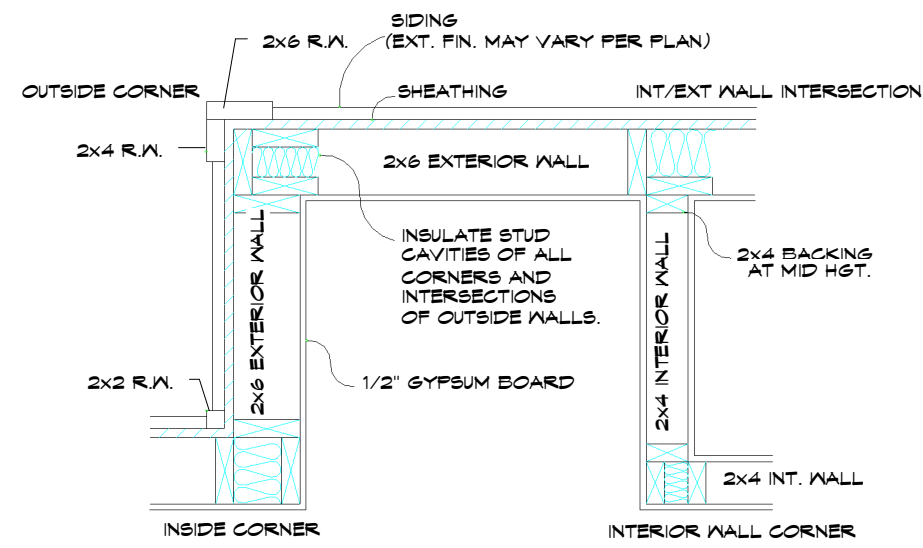 SIDING
2x6 R.W.
(EXT. FIN. MAY VARY PER PLAN)
OUTSIDE CORNER
SHEATHING
INT/EXT WALL INTERSECTION
2x4 R.W.
2x6 EXTERIOR WALL
INSULATE STUD
CAVITIES OF ALL
CORNERS AND
INTERSECTIONS
OF OUTSIDE WALLS.
2x4 BACKING
AT MID HGT.
2x6 EXTERIOR WALL
2x4 INTERIOR WALL
2x2 R.W.
1/2" GYPSUM BOARD
2x4 INT. WALL
INSIDE CORNER
INTERIOR WALL CORNER